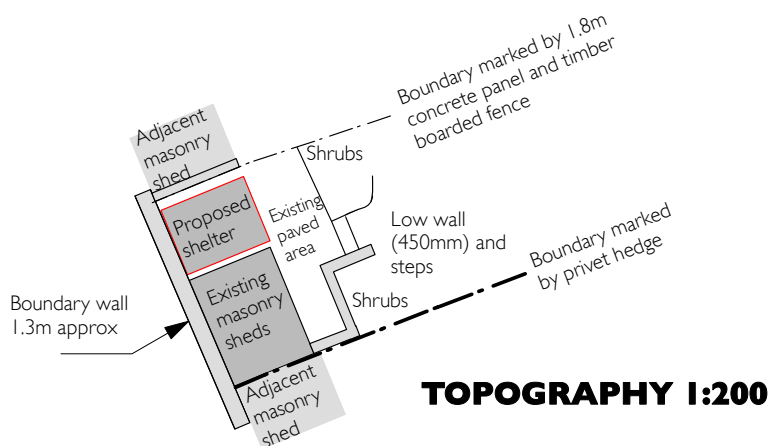 Boundary marked by 1.8m
concrete panel and timber
boarded fence
Adjacent
masonry
shed
Shrubs
Proposed
shelter
Existing
paved
area
Low wall
(450mm) and
steps
Boundary marked
by privet hedge
Existing
masonry
sheds
Shrubs
Boundary wall
1.3m approx
Adjacent
masonry
shed
TOPOGRAPHY 1:200